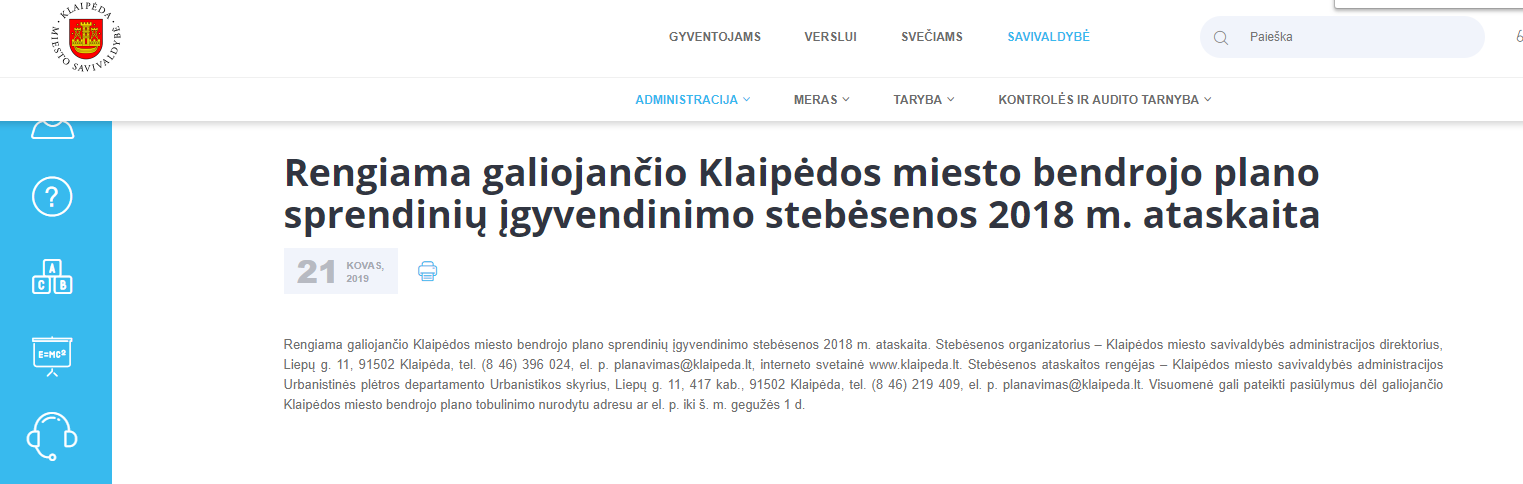 KLAIPĖDA
MIESTO SAVIVALDYBĖ
GYVENTOJAMS VERSLUI SVEČIAMS SAVIVALDYBĖ
Paieška
ADMINISTRACIJA MERAS TARYBA KONTROLĖS IR AUDITO TARNYBA
?
A
C B
E=MC²
Rengiama galiojančio Klaipėdos miesto bendrojo plano
sprendinių įgyvendinimo stebėsenos 2018 m. ataskaita
21 KOVAS,
2019
Rengiama galiojančio Klaipėdos miesto bendrojo plano sprendinių įgyvendinimo stebėsenos 2018 m. ataskaita. Stebėsenos organizatorius – Klaipėdos miesto savivaldybės administracijos direktorius,
Liepų g. 11, 91502 Klaipėda, tel. (8 46) 396 024, el. p. planavimas@klaipeda.lt, interneto svetainė www.klaipeda.lt. Stebėsenos ataskaitos rengėjas – Klaipėdos miesto savivaldybės administracijos
Urbanistinės plėtros departamento Urbanistikos skyrius, Liepų g. 11, 417 kab., 91502 Klaipėda, tel. (8 46) 219 409, el. p. planavimas@klaipeda.lt. Visuomenė gali pateikti pasiūlymus dėl galiojančio
Klaipėdos miesto bendrojo plano tobulinimo nurodytu adresu ar el. p. iki š. m. gegužės 1 d.